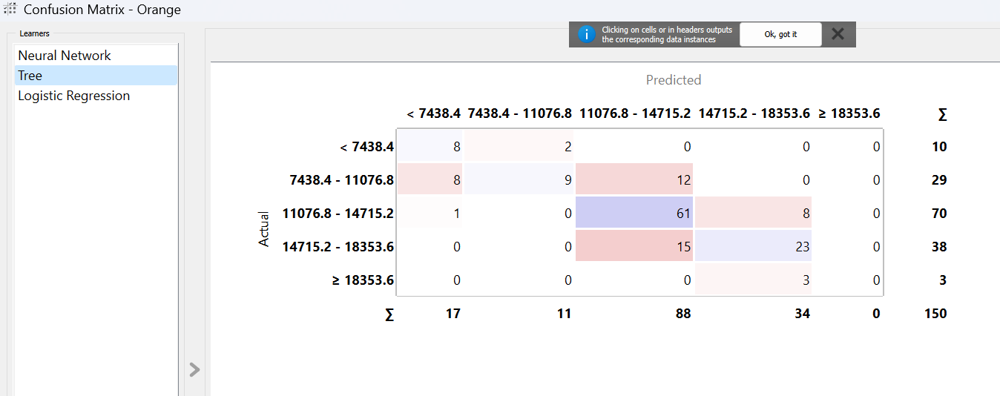 Confusion Matrix - Orange
Learners
Neural Network
Tree
Logistic Regression
Clicking on cells or in headers outputs
the corresponding data instances
Ok, got it
Predicted
< 7438.4 7438.4 - 11076.8 11076.8 - 14715.2 14715.2 - 18353.6 ≥ 18353.6 Σ
< 7438.4 8 2 0 0 0 10
7438.4 - 11076.8 8 9 12 0 0 29
Actual
11076.8 - 14715.2 1 0 61 8 0 70
14715.2 - 18353.6 0 0 15 23 0 38
≥ 18353.6 0 0 0 3 0 3
Σ 17 11 88 34 0 150